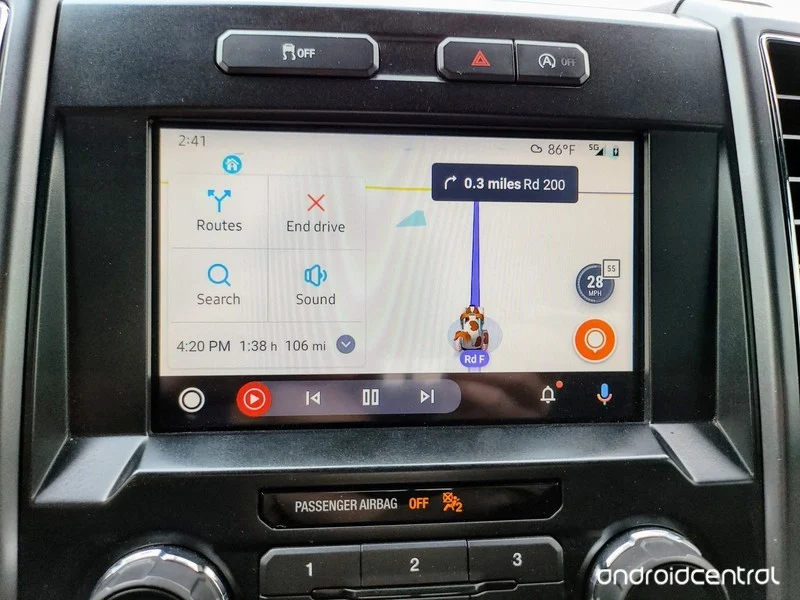 OFF
A OFF
2:41
86°F 5G
0.3 miles Rd 200
Routes
End drive
55
28
MPH
Search
Sound
4:20 PM 1:38 h 106 mi
Rd F
PASSENGER AIRBAG OFF 2
1 2 3
androidcentral